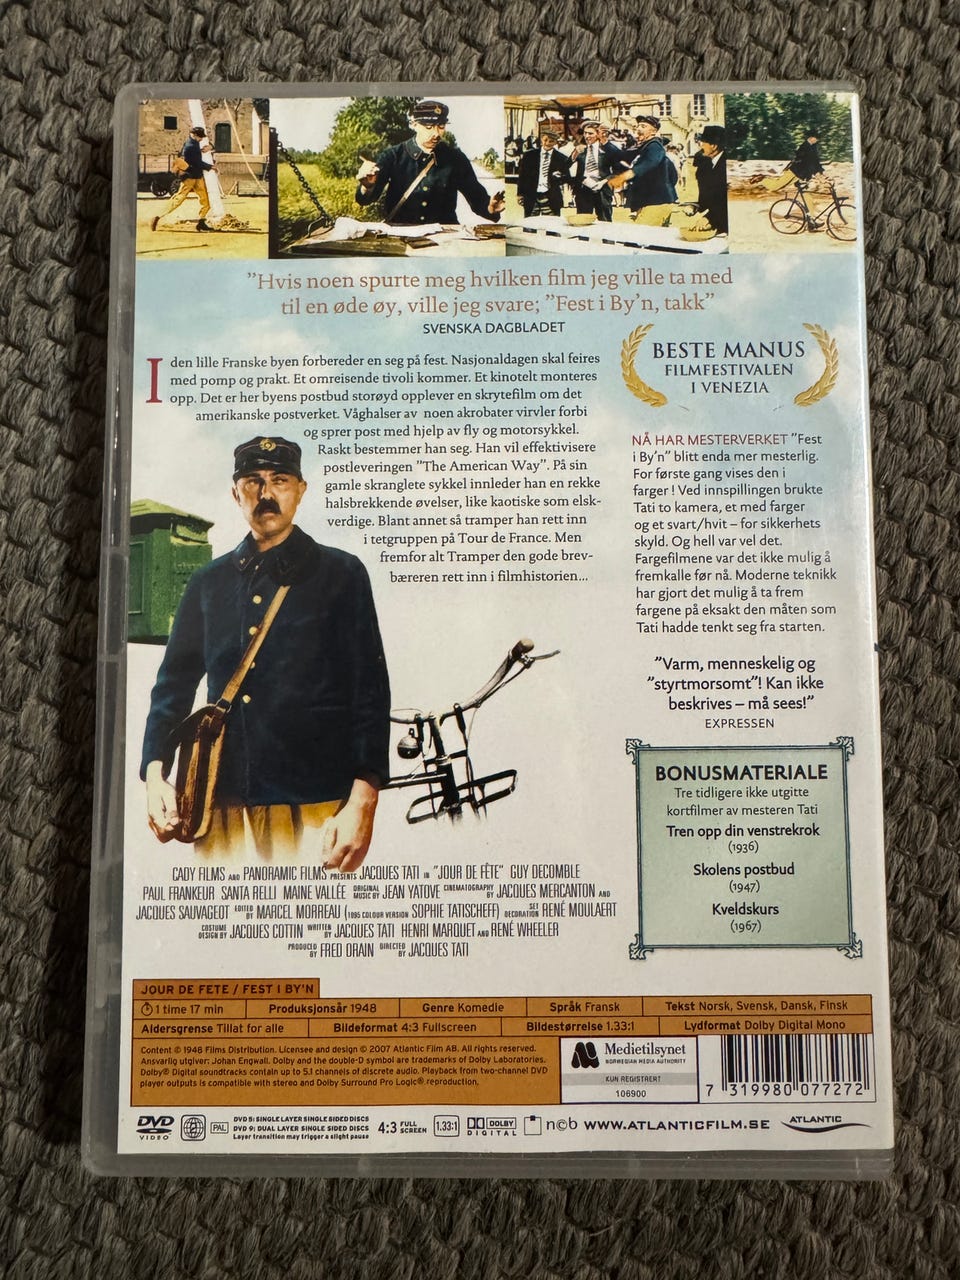 "Hvis noen spurte meg hvilken film jeg ville ta med
til en øde øy, ville jeg svare; "Fest i By'n, takk"
SVENSKA DAGBLADET
I den lille Franske byen forbereder en seg på fest. Nasjonaldagen skal feires
med pomp og prakt. Et omreisende tivoli kommer. Et kinotelt monteres
opp. Det er her byens postbud storøyd opplever en skrytefilm om det
amerikanske postverket. Våghalser av noen akrobater virvler forbi
og sprer post med hjelp av fly og motorsykkel.
Raskt bestemmer han seg. Han vil effektivisere
postleveringen "The American Way". På sin
gamle skranglete sykkel innleder han en rekke
halsbrekkende øvelser, like kaotiske som elsk-
verdige. Blant annet så tramper han rett inn
i tetgruppen på Tour de France. Men
fremfor alt Tramper den gode brev-
bæreren rett inn i filmhistorien...
BESTE MANUS
FILMFESTIVALEN
I VENEZIA
NÅ HAR MESTERVERKET "Fest
i By'n" blitt enda mer mesterlig.
For første gang vises den i
farger ! Ved innspillingen brukte
Tati to kamera, et med farger
og et svart/hvit – for sikkerhets
skyld. Og hell var vel det.
Fargefilmene var det ikke mulig å
fremkalle før nå. Moderne teknikk
har gjort det mulig å ta frem
fargene på eksakt den måten som
Tati hadde tenkt seg fra starten.
"Varm, menneskelig og
"styrtmorsomt"! Kan ikke
beskrives – må sees!"
EXPRESSEN
BONUSMATERIALE
Tre tidligere ikke utgitte
kortfilmer av mesteren Tati
Tren opp din venstrekrok
(1936)
Skolens postbud
(1947)
Kveldskurs
(1967)
CADY FILMS AND PANORAMIC FILMS PRESENTS JACQUES TATI IN "JOUR DE FÊTE" GUY DECOMBLE
PAUL FRANKEUR SANTA RELLI MAINE VALLÉE ORIGINAL MUSIC BY JEAN YATOVE CINEMATOGRAPHY BY JACQUES MERCANTON AND
JACQUES SAUVAGEOT EDITED BY MARCEL MORREAU (1995 COLOUR VERSION SOPHIE TATISCHEFF) SET DECORATION RENÉ MOULAERT
COSTUME DESIGN BY JACQUES COTTIN WRITTEN BY JACQUES TATI HENRI MARQUET AND RENÉ WHEELER
PRODUCED BY FRED ORAIN DIRECTED BY JACQUES TATI
JOUR DE FETE / FEST I BY'N
1 time 17 min Produksjonsår 1948 Genre Komedie Språk Fransk Tekst Norsk, Svensk, Dansk, Finsk
Aldersgrense Tillat for alle Bildeformat 4:3 Fullscreen Bildestørrelse 1.33:1 Lydformat Dolby Digital Mono
Content © 1948 Films Distribution. Licensee and design © 2007 Atlantic Film AB. All rights reserved.
Ansvarlig utgiver: Johan Engwall. Dolby and the double-D symbol are trademarks of Dolby Laboratories.
Dolby® Digital soundtracks contain up to 5.1 channels of discrete audio. Playback from two-channel DVD
player outputs is compatible with stereo and Dolby Surround Pro Logic® reproduction.
Medietilsynet
NORWEGIAN MEDIA AUTHORITY
KUN REGISTRERT
106900
7 319980 077272
DVD VIDEO 2 PAL
DVD 5: SINGLE LAYER SINGLE SIDED DISCS
DVD 9: DUAL LAYER SINGLE SIDED DISCS
Layer transition may trigger a slight pause
4:3 FULL SCREEN 1.33:1 DOLBY DIGITAL ncb WWW.ATLANTICFILM.SE ATLANTIC